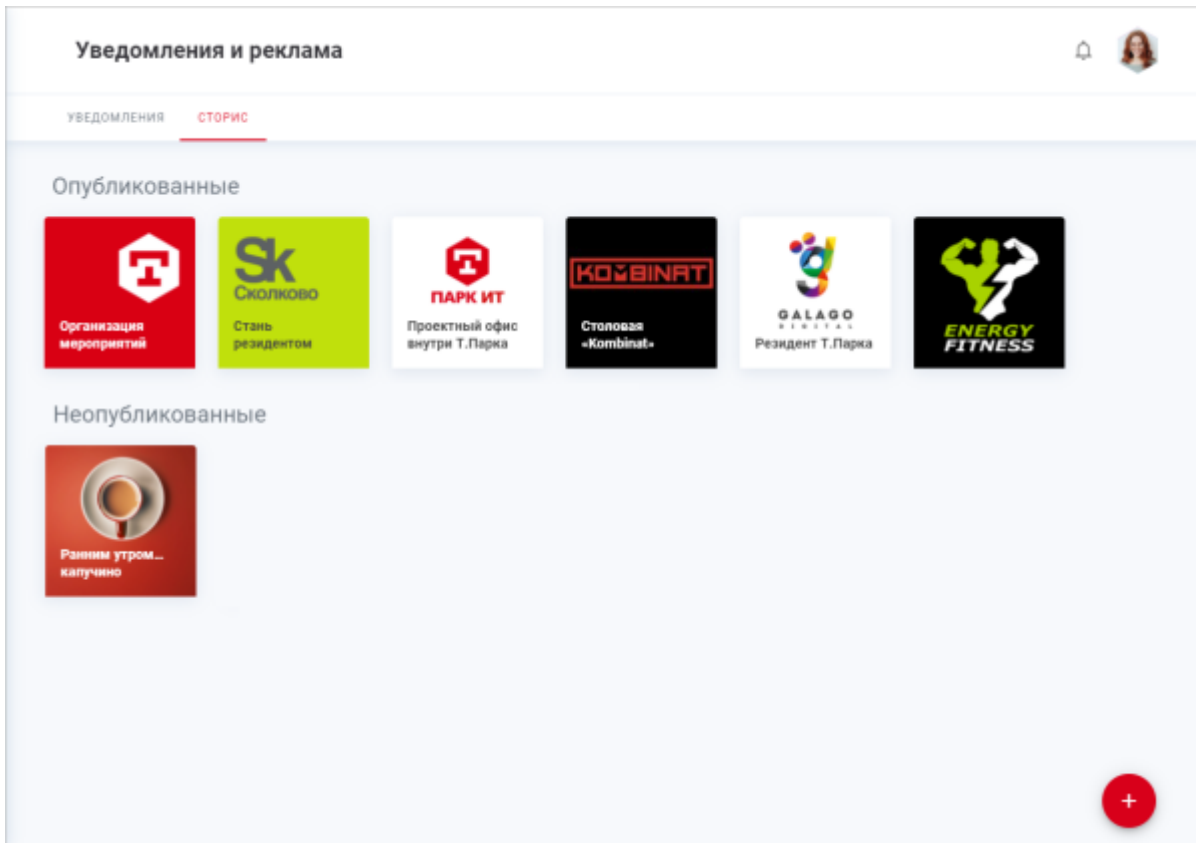 Уведомления и реклама
УВЕДОМЛЕНИЯ СТОРИС
Опубликованные
Организация
мероприятий
Sk
Сколково
Стань
резидентом
ПАРК ИТ
Проектный офис
внутри Т.Парка
KOMBINAT
Столовая
«Kombinat»
GALAGO
DIGITAL
Резидент Т.Парка
ENERGY
FITNESS
Неопубликованные
Ранним утром...
капучино
+